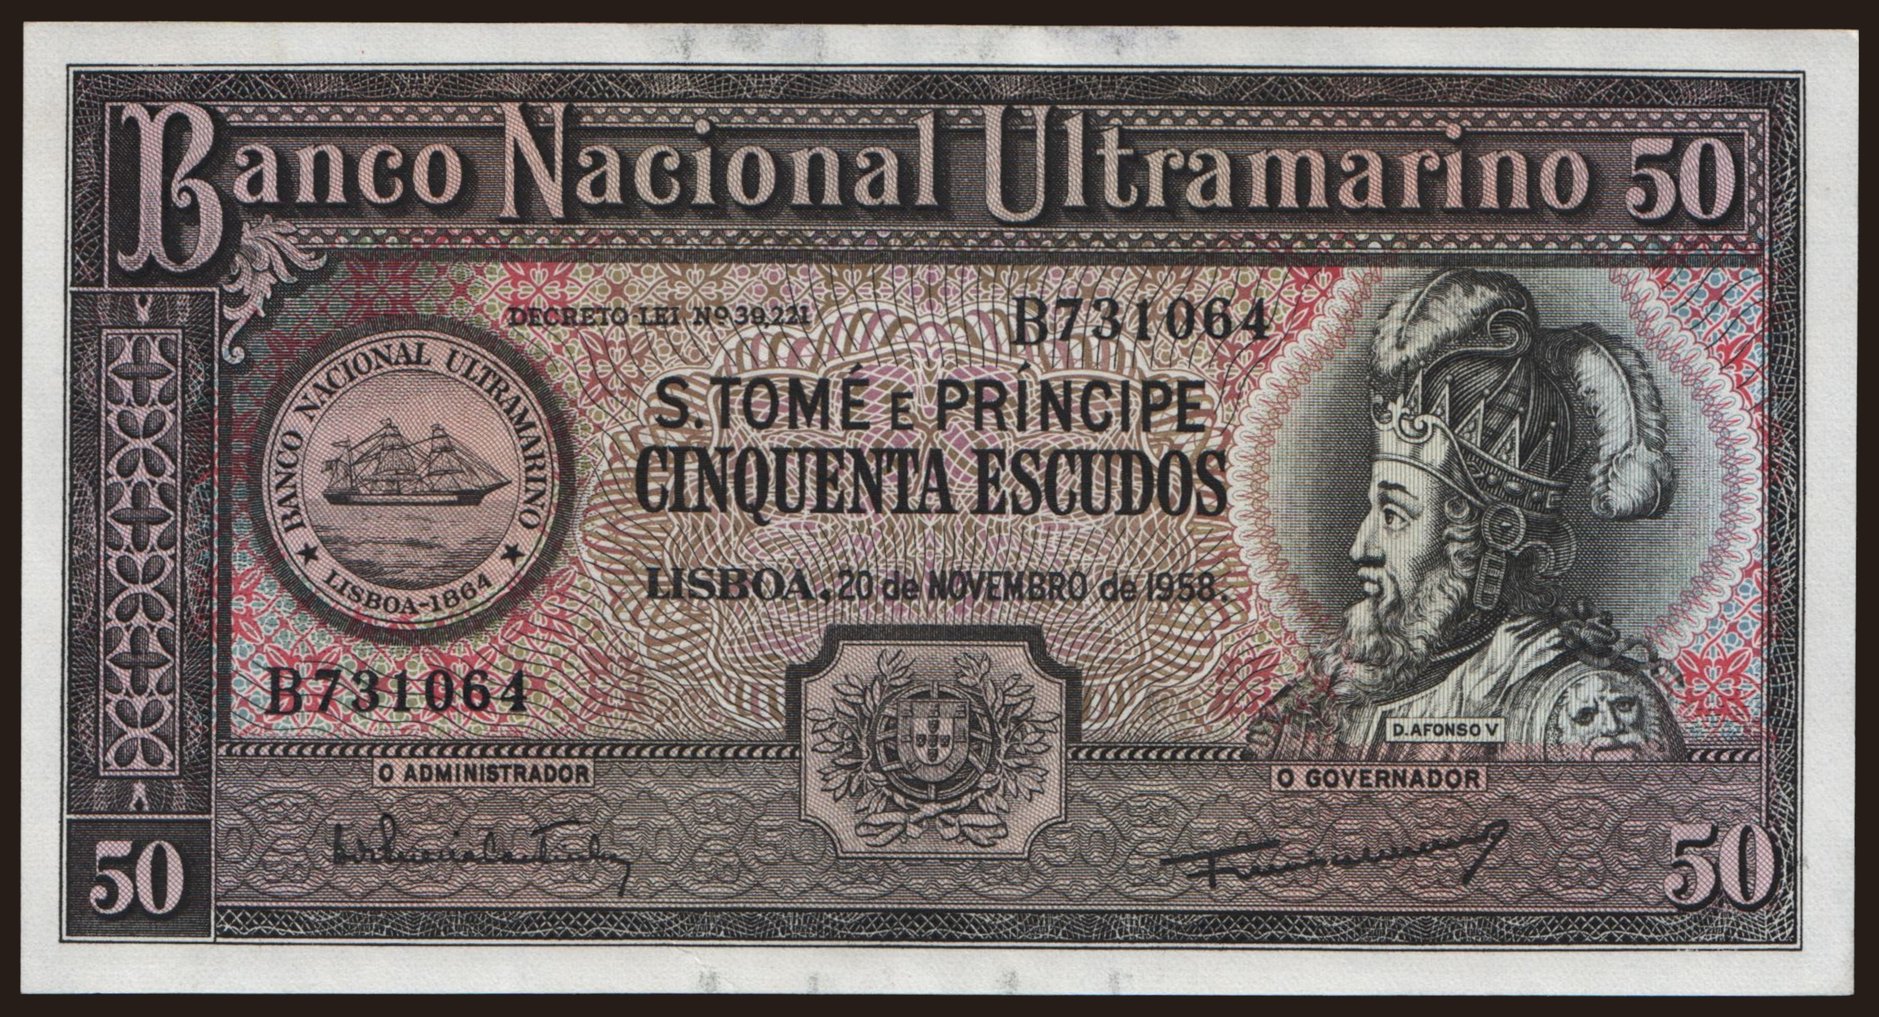 Banco Nacional Ultramarino 50
DECRETO-LEI Nº 39,221
B731064
BANCO NACIONAL ULTRAMARINO
LISBOA-1864
S. TOMÉ E PRÍNCIPE
CINQUENTA ESCUDOS
LISBOA, 20 de NOVEMBRO de 1958.
B731064
D. AFONSO V
O ADMINISTRADOR
O GOVERNADOR
50
50